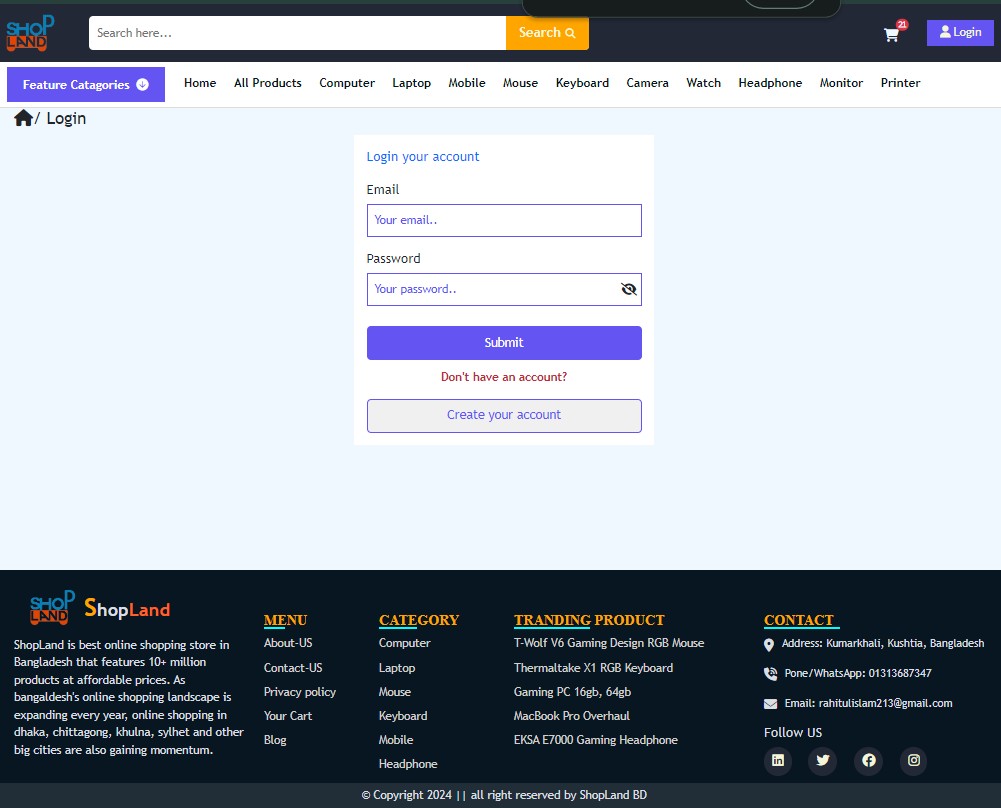 SHOP
LAND
Search here...
Search
21
Login
Feature Catagories
Home
All Products
Computer
Laptop
Mobile
Mouse
Keyboard
Camera
Watch
Headphone
Monitor
Printer
/ Login
Login your account
Email
Your email..
Password
Your password..
Submit
Don't have an account?
Create your account
SHOP
LAND
ShopLand
ShopLand is best online shopping store in
Bangladesh that features 10+ million
products at affordable prices. As
bangaldesh's online shopping landscape is
expanding every year, online shopping in
dhaka, chittagong, khulna, sylhet and other
big cities are also gaining momentum.
MENU
About-US
Contact-US
Privacy policy
Your Cart
Blog
CATEGORY
Computer
Laptop
Mouse
Keyboard
Mobile
Headphone
TRANDING PRODUCT
T-Wolf V6 Gaming Design RGB Mouse
Thermaltake X1 RGB Keyboard
Gaming PC 16gb, 64gb
MacBook Pro Overhaul
EKSA E7000 Gaming Headphone
CONTACT
Address: Kumarkhali, Kushtia, Bangladesh
Pone/WhatsApp: 01313687347
Email: rahitulislam213@gmail.com
Follow US
© Copyright 2024 || all right reserved by ShopLand BD